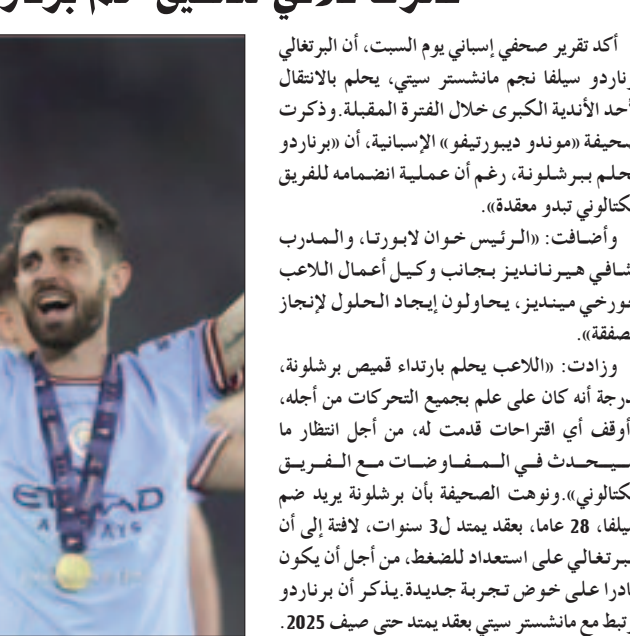 أكد تقرير صحفي إسباني يوم السبت، أن البرتغالي
رناردو سيلفا نجم مانشستر سيتي، يحلم بالانتقال
أحد الأندية الكبرى خلال الفترة المقبلة.وذكرت
صحيفة «موندو ديبورتيفو» الإسبانية، أن «برناردو
حلم ببرشلونة، رغم أن عملية انضمامه للفريق
كتالوني تبدو معقدة».
وأضافت: «الرئيس خوان لابورتا، والمدرب
شافي هيرنانديز بجانب وكيل أعمال اللاعب
خورخي مينديز، يحاولون إيجاد الحلول لإنجاز
صفقة».
وزادت: «اللاعب يحلم بارتداء قميص برشلونة،
درجة أنه كان على علم بجميع التحركات من أجله،
أوقف أي اقتراحات قدمت له، من أجل انتظار ما
سيحدث في المفاوضات مع الفريق
كتالوني».ونوهت الصحيفة بأن برشلونة يريد ضم
سيلفا، 28 عاما، بعقد يمتد ل3 سنوات، لافتة إلى أن
برتغالي على استعداد للضغط، من أجل أن يكون
ادرا على خوض تجربة جديدة.يذكر أن برناردو
تبط مع مانشستر سيتي بعقد يمتد حتى صيف 2025.
ETIHAD
AIRWAYS